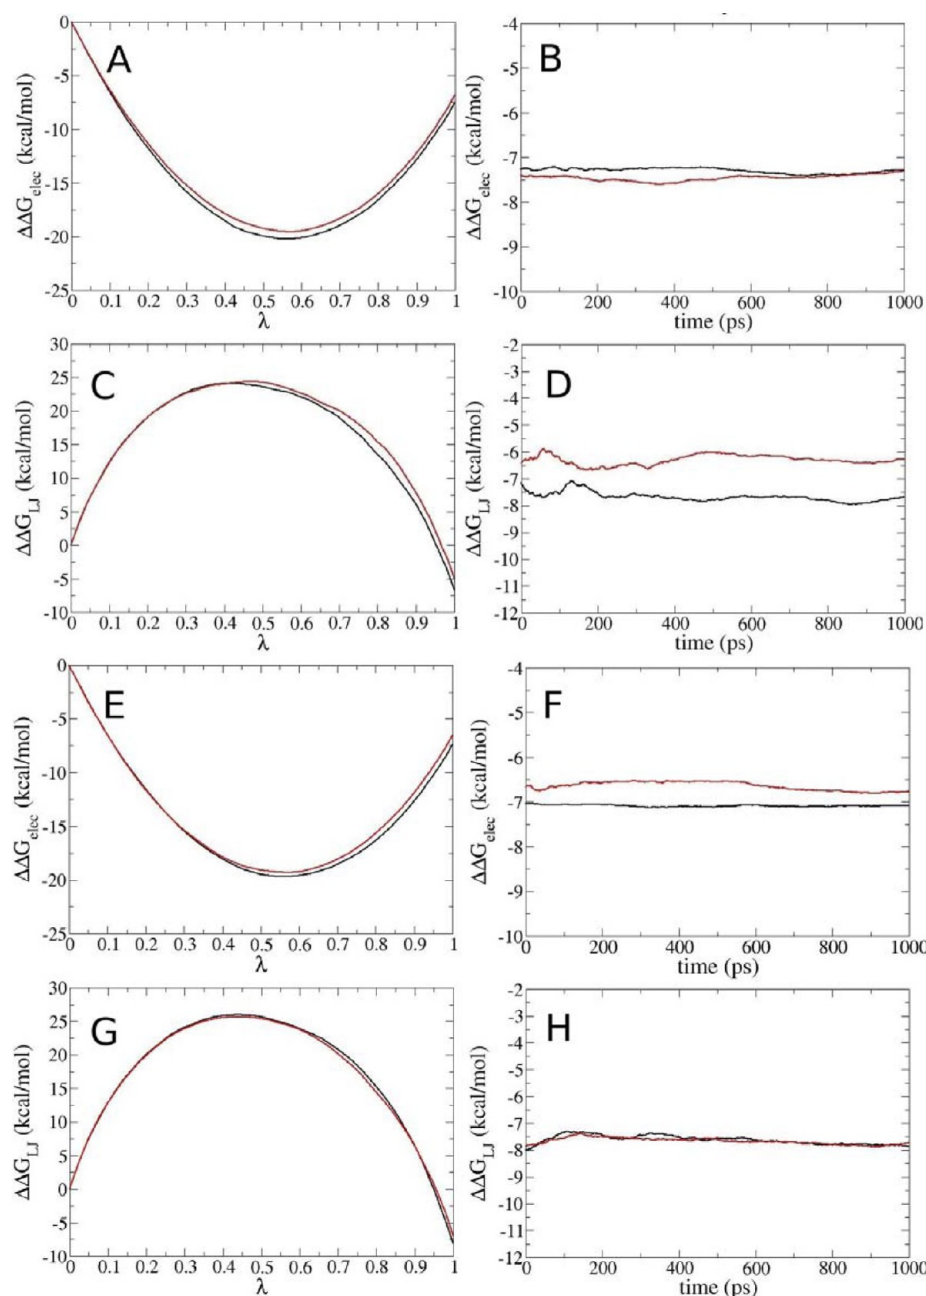 A
ΔΔG_elec (kcal/mol)
0
-5
-10
-15
-20
-25
0 0.1 0.2 0.3 0.4 0.5 0.6 0.7 0.8 0.9 1
λ
B
ΔΔG_elec (kcal/mol)
-4
-5
-6
-7
-8
-9
-10
0 200 400 600 800 1000
time (ps)
C
ΔΔG_LJ (kcal/mol)
30
25
20
15
10
5
0
-5
-10
0 0.1 0.2 0.3 0.4 0.5 0.6 0.7 0.8 0.9 1
λ
D
ΔΔG_LJ (kcal/mol)
-2
-3
-4
-5
-6
-7
-8
-9
-10
-11
-12
0 200 400 600 800 1000
time (ps)
E
ΔΔG_elec (kcal/mol)
0
-5
-10
-15
-20
-25
0 0.1 0.2 0.3 0.4 0.5 0.6 0.7 0.8 0.9 1
λ
F
ΔΔG_elec (kcal/mol)
-4
-5
-6
-7
-8
-9
-10
0 200 400 600 800 1000
time (ps)
G
ΔΔG_LJ (kcal/mol)
30
25
20
15
10
5
0
-5
-10
0 0.1 0.2 0.3 0.4 0.5 0.6 0.7 0.8 0.9 1
λ
H
ΔΔG_LJ (kcal/mol)
-2
-3
-4
-5
-6
-7
-8
-9
-10
-11
-12
0 200 400 600 800 1000
time (ps)